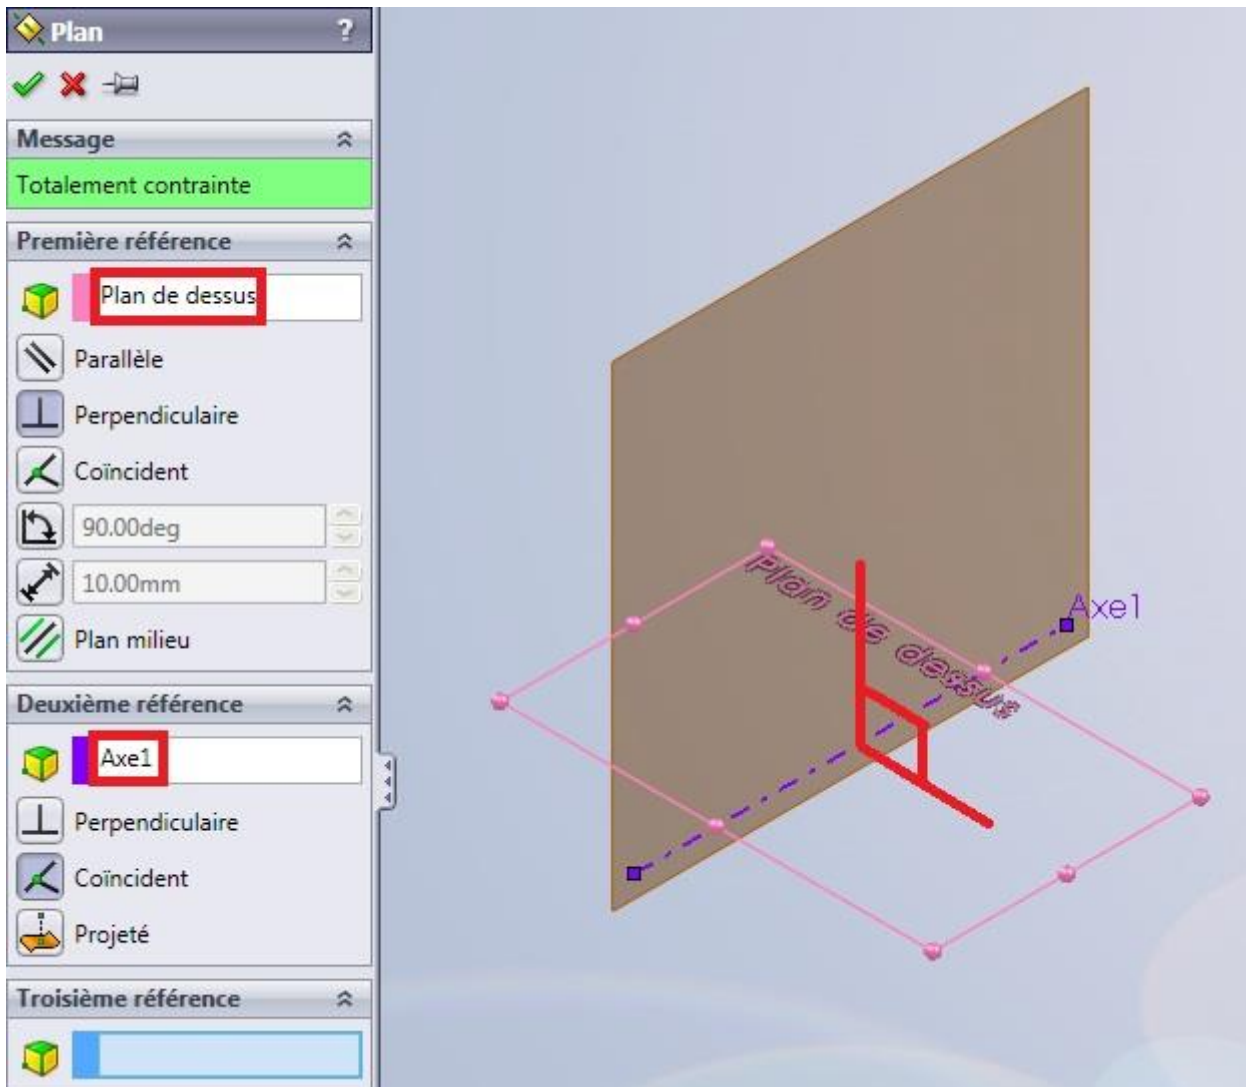 Plan ?
Message
Totalement contrainte
Première référence
Plan de dessus
Parallèle
Perpendiculaire
Coïncident
90.00deg
10.00mm
Plan milieu
Deuxième référence
Axe1
Perpendiculaire
Coïncident
Projeté
Troisième référence
Plan de dessus
Axe1